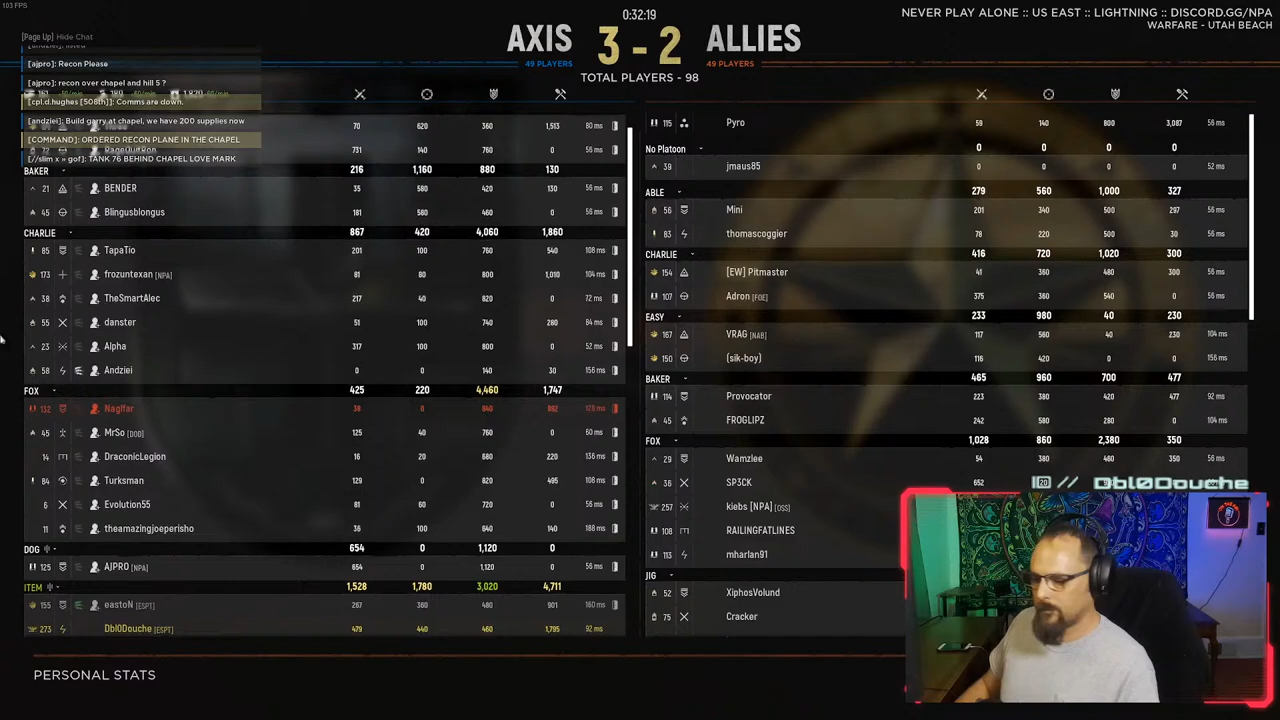 103 FPS
0:32:19
NEVER PLAY ALONE :: US EAST :: LIGHTNING :: DISCORD.GG/NPA
WARFARE - UTAH BEACH
AXIS 3 - 2 ALLIES
49 PLAYERS
49 PLAYERS
TOTAL PLAYERS - 98
[Page Up] Hide Chat
[ajpro]: Recon Please
[ajpro]: recon over chapel and hill 5 ?
[cpl.d.hughes [508th]]: Comms are down.
[andziei]: Build garry at chapel, we have 200 supplies now
[COMMAND]: ORDERED RECON PLANE IN THE CHAPEL
[//slim x » gof]: TANK 76 BEHIND CHAPEL LOVE MARK
70 620 360 1,513 80 ms
731 140 760 0 56 ms
BAKER 216 1,160 880 130
21 BENDER 35 580 420 130 56 ms
45 Blingusblongus 181 580 460 0 56 ms
CHARLIE 867 420 4,060 1,860
85 TapaTio 201 100 760 540 108 ms
173 frozuntexan [NPA] 81 80 800 1,010 104 ms
38 TheSmartAlec 217 40 820 0 72 ms
55 danster 51 100 740 280 84 ms
23 Alpha 317 100 800 0 52 ms
58 Andziei 0 0 140 30 156 ms
FOX 425 220 4,460 1,747
132 Naglfar 38 0 840 892 128 ms
45 MrSo [DOD] 125 40 760 0 60 ms
14 DraconicLegion 16 20 680 220 136 ms
84 Turksman 129 0 820 495 108 ms
6 Evolution55 81 60 720 0 56 ms
11 theamazingjoeperisho 36 100 640 140 188 ms
DOG 654 0 1,120 0
125 AJPRO [NPA] 654 0 1,120 0 56 ms
ITEM 1,528 1,780 3,020 4,711
155 eastoN [ESPT] 267 360 480 901 160 ms
273 Dbl0Douche [ESPT] 479 440 460 1,795 92 ms
115 Pyro 59 140 800 3,087 56 ms
No Platoon 0 0 0 0
39 jmaus85 0 0 0 0 52 ms
ABLE 279 560 1,000 327
56 Mini 201 340 500 297 56 ms
83 thomascoggier 78 220 500 30 56 ms
CHARLIE 416 720 1,020 300
154 [EW] Pitmaster 41 360 480 300 56 ms
107 Adron [FOE] 375 360 540 0 56 ms
EASY 233 980 40 230
167 VRAG [NAB] 117 560 40 230 104 ms
150 (sik-boy) 116 420 0 0 156 ms
BAKER 465 960 700 477
114 Provocator 223 380 420 477 92 ms
45 FROGLIPZ 242 580 280 0 104 ms
FOX 1,028 860 2,380 350
29 Wamzlee 54 380 460 350 56 ms
36 SP3CK 652
257 kiebs [NPA] [OSS]
108 RAILINGFATLINES
113 mharlan91
JIG
52 XiphosVolund
75 Cracker
// Dbl0Douche
PERSONAL STATS